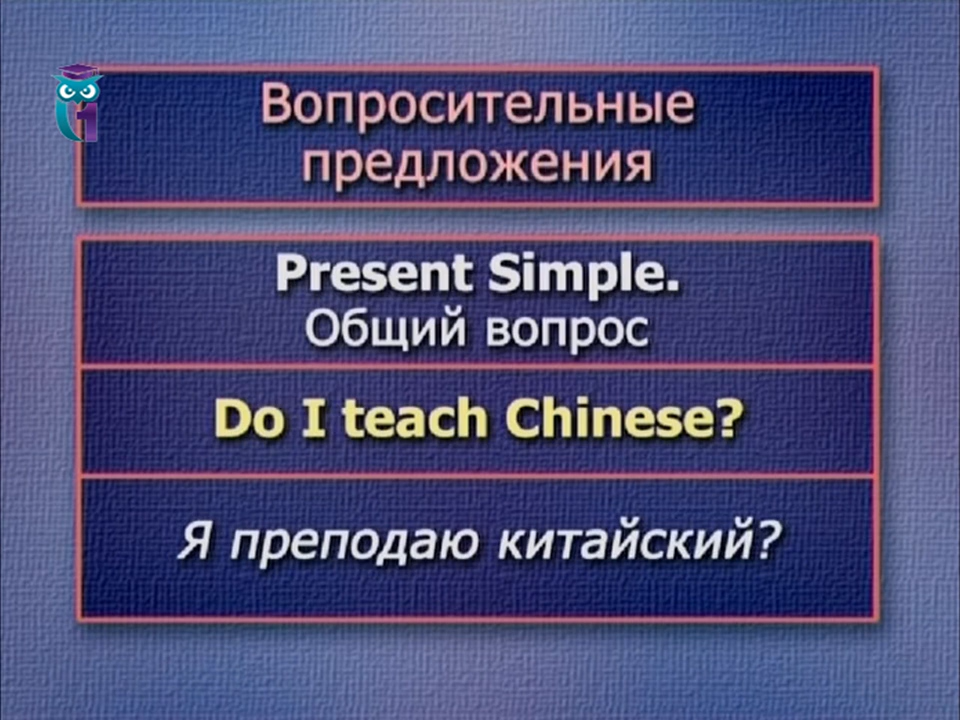 Вопросительные
предложения
Present Simple.
Общий вопрос
Do I teach Chinese?
Я преподаю китайский?